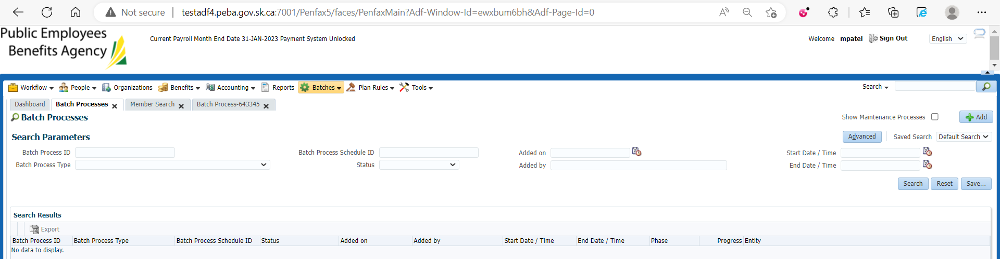 Not secure | testadf4.peba.gov.sk.ca:7001/Penfax5/faces/PenfaxMain?Adf-Window-Id=ewxbum6bh&Adf-Page-Id=0
Public Employees
Benefits Agency
Current Payroll Month End Date 31-JAN-2023 Payment System Unlocked
Welcome mpatel Sign Out English
Workflow People Organizations Benefits Accounting Reports Batches Plan Rules Tools Search
Dashboard Batch Processes Member Search Batch Process-643345
Batch Processes
Show Maintenance Processes Add
Search Parameters
Advanced Saved Search Default Search
Batch Process ID Batch Process Schedule ID Added on Start Date / Time
Batch Process Type Status Added by End Date / Time
Search Reset Save...
Search Results
Export
Batch Process ID Batch Process Type Batch Process Schedule ID Status Added on Added by Start Date / Time End Date / Time Phase Progress Entity
No data to display.